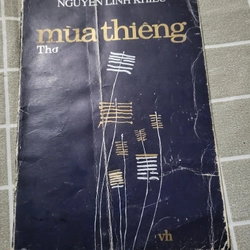 NGUYỄN LINH KHIẾU
mùa thiêng
Thơ
vh